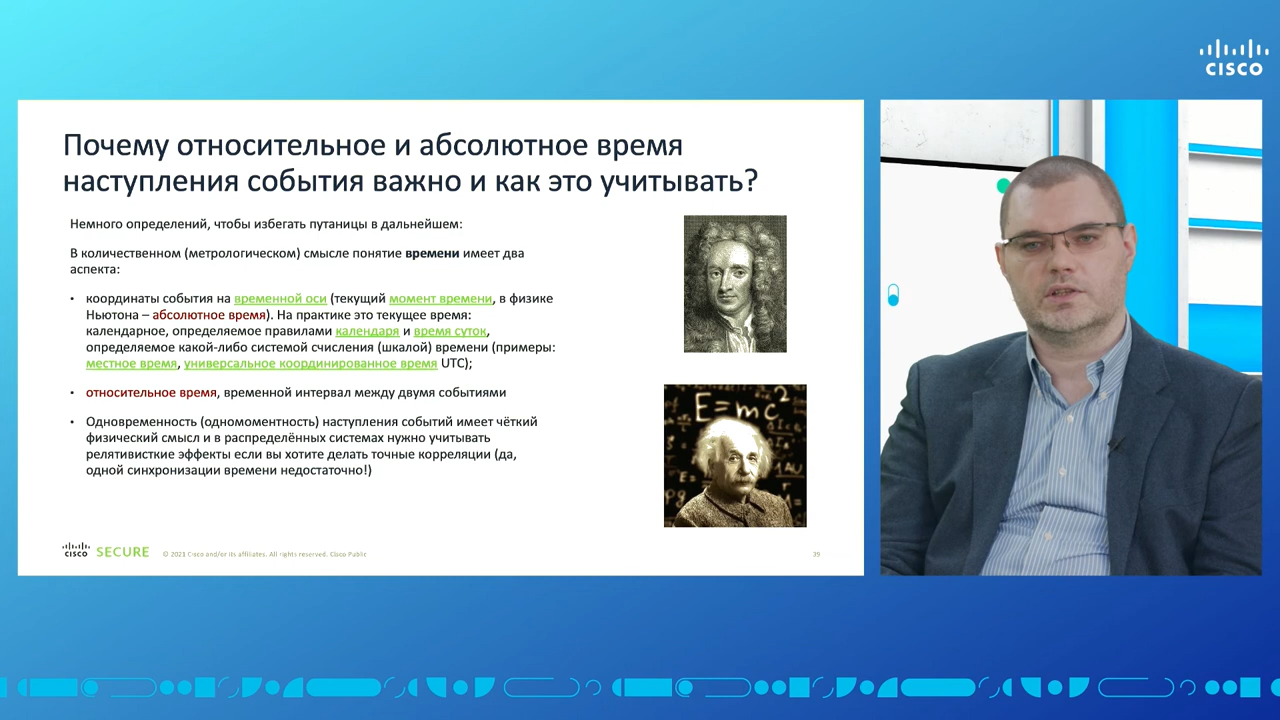 CISCO
Почему относительное и абсолютное время
наступления события важно и как это учитывать?
Немного определений, чтобы избегать путаницы в дальнейшем:
В количественном (метрологическом) смысле понятие времени имеет два
аспекта:
• координаты события на временной оси (текущий момент времени, в физике
Ньютона – абсолютное время). На практике это текущее время:
календарное, определяемое правилами календаря и время суток,
определяемое какой-либо системой счисления (шкалой) времени (примеры:
местное время, универсальное координированное время UTC);
• относительное время, временной интервал между двумя событиями
• Одновременность (одномоментность) наступления событий имеет чёткий
физический смысл и в распределённых системах нужно учитывать
релятивисткие эффекты если вы хотите делать точные корреляции (да,
одной синхронизации времени недостаточно!)
E=mc²
CISCO SECURE © 2021 Cisco and/or its affiliates. All rights reserved. Cisco Public 39